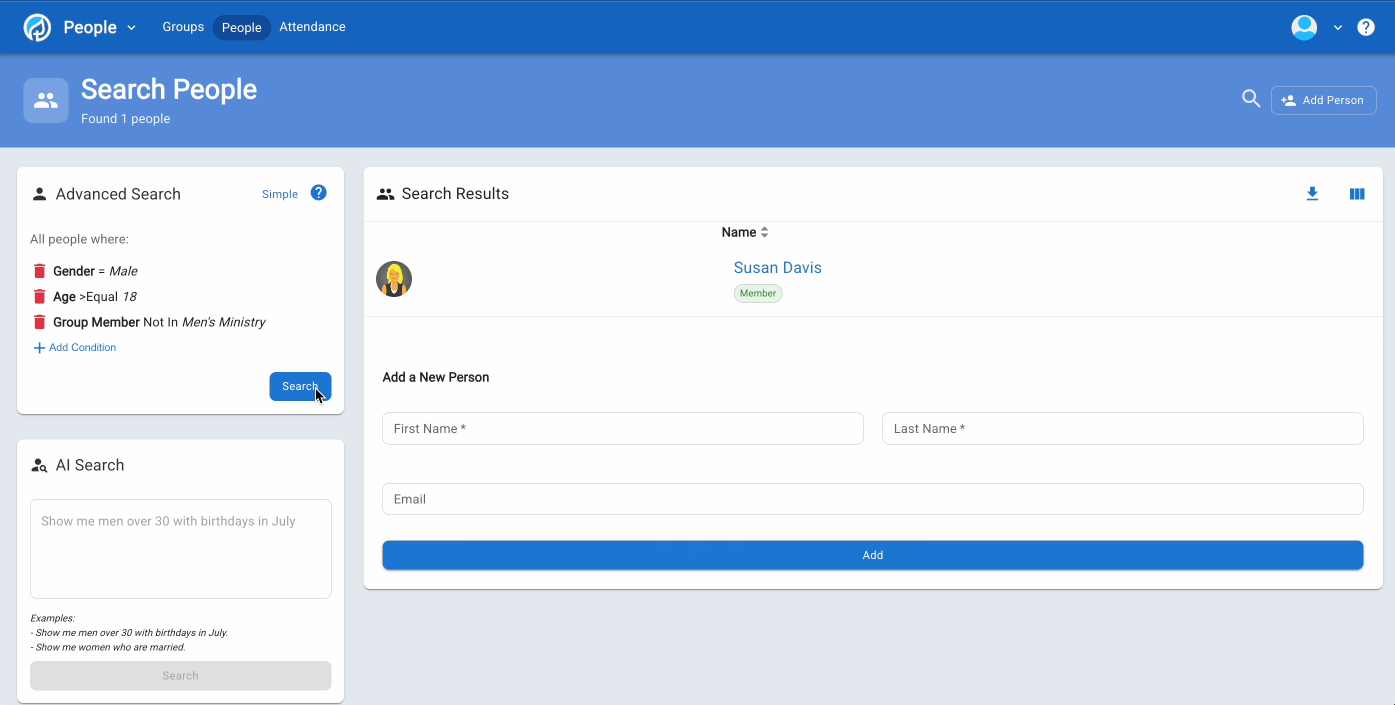 People
Groups
People
Attendance
Search People
Found 1 people
Add Person
Advanced Search
Simple
All people where:
Gender = Male
Age >Equal 18
Group Member Not In Men's Ministry
Add Condition
Search
AI Search
Show me men over 30 with birthdays in July
Examples:
- Show me men over 30 with birthdays in July.
- Show me women who are married.
Search
Search Results
Name
Susan Davis
Member
Add a New Person
First Name *
Last Name *
Email
Add